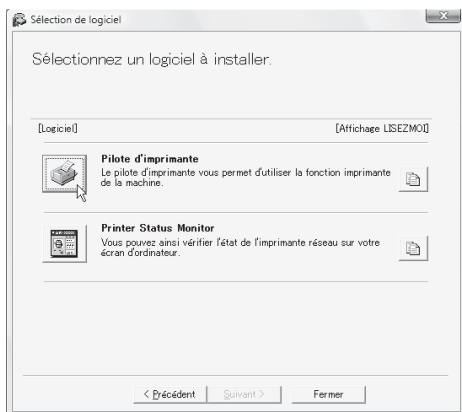 Sélection de logiciel
Sélectionnez un logiciel à installer.
[Logiciel] [Affichage LISEZMOI]
Pilote d'imprimante
Le pilote d'imprimante vous permet d'utiliser la fonction imprimante
de la machine.
Printer Status Monitor
Vous pouvez ainsi vérifier l'état de l'imprimante réseau sur votre
écran d'ordinateur.
< Précédent Suivant > Fermer